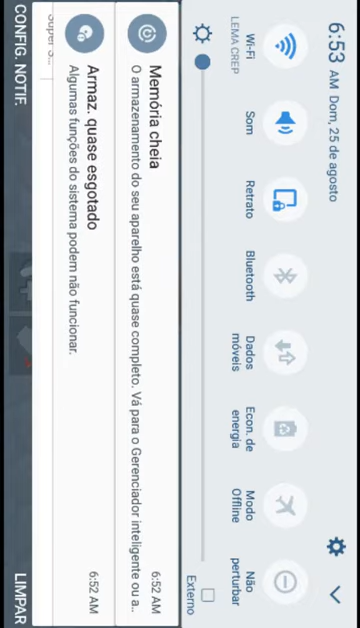 6:53 AM Dom, 25 de agosto
Wi-Fi
LEMA CREP
Som
Retrato
Bluetooth
Dados
móveis
Econ. de
energia
Modo
Offline
Não
perturbar
Externo
Memória cheia
6:52 AM
O armazenamento do seu aparelho está quase completo. Vá para o Gerenciador inteligente ou a..
Armaz. quase esgotado
6:52 AM
Algumas funções do sistema podem não funcionar.
Super S...
CONFIG. NOTIF.
LIMPAR